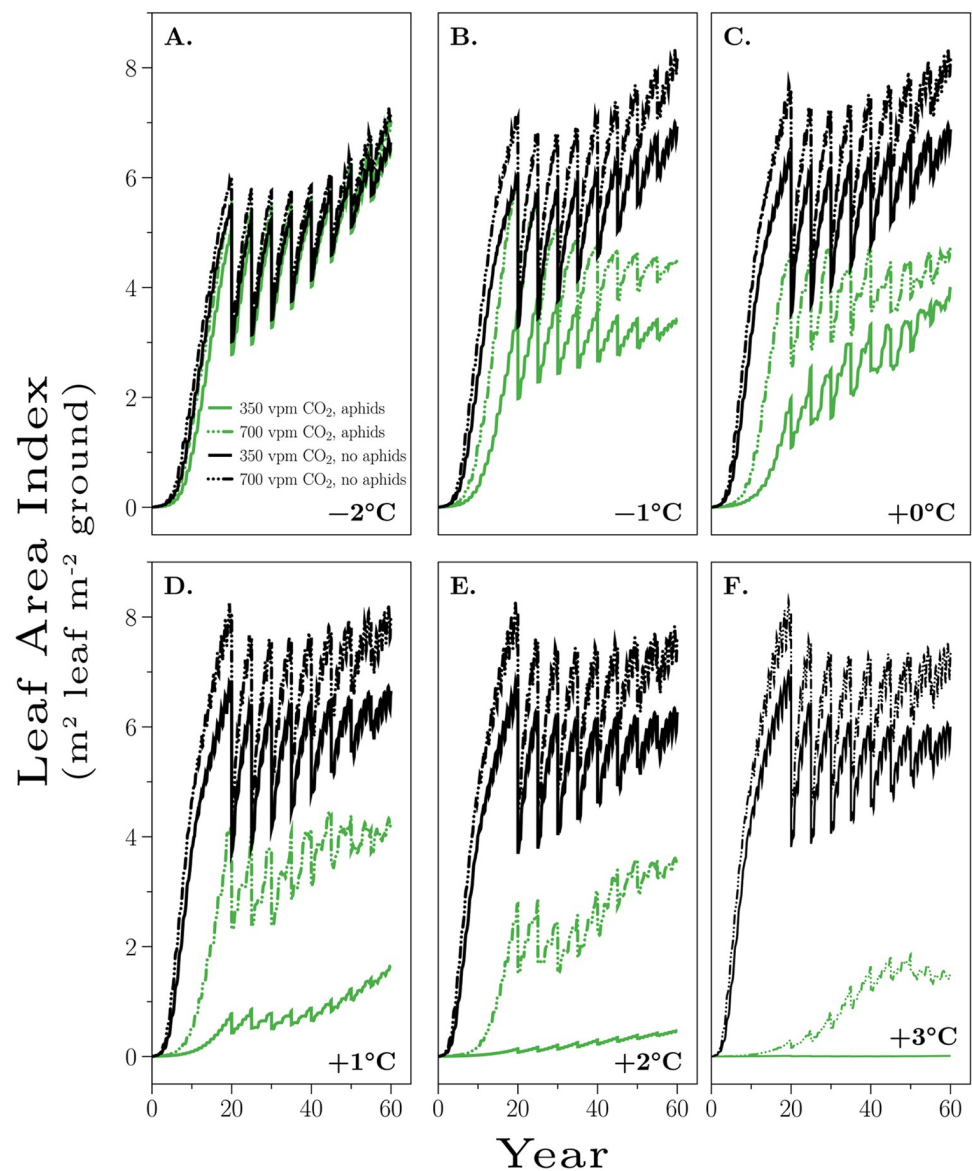 A.
B.
C.
8
6
4
2
0
350 vpm CO₂, aphids
700 vpm CO₂, aphids
350 vpm CO₂, no aphids
700 vpm CO₂, no aphids
−2°C
−1°C
+0°C
Leaf Area Index
(m² leaf m⁻² ground)
D.
E.
F.
8
6
4
2
0
+1°C
+2°C
+3°C
0 20 40 60
0 20 40 60
0 20 40 60
Year